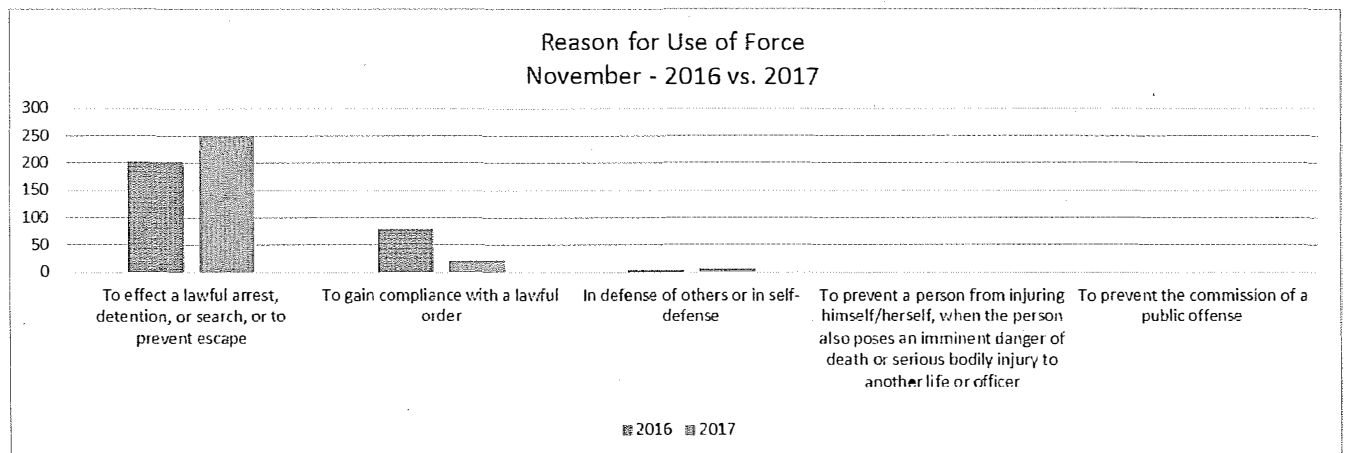 Reason for Use of Force
November - 2016 vs. 2017
300
250
200
150
100
50
0
To effect a lawful arrest,
detention, or search, or to
prevent escape
To gain compliance with a lawful
order
In defense of others or in self-
defense
To prevent a person from injuring
himself/herself, when the person
also poses an imminent danger of
death or serious bodily injury to
another life or officer
To prevent the commission of a
public offense
2016 2017